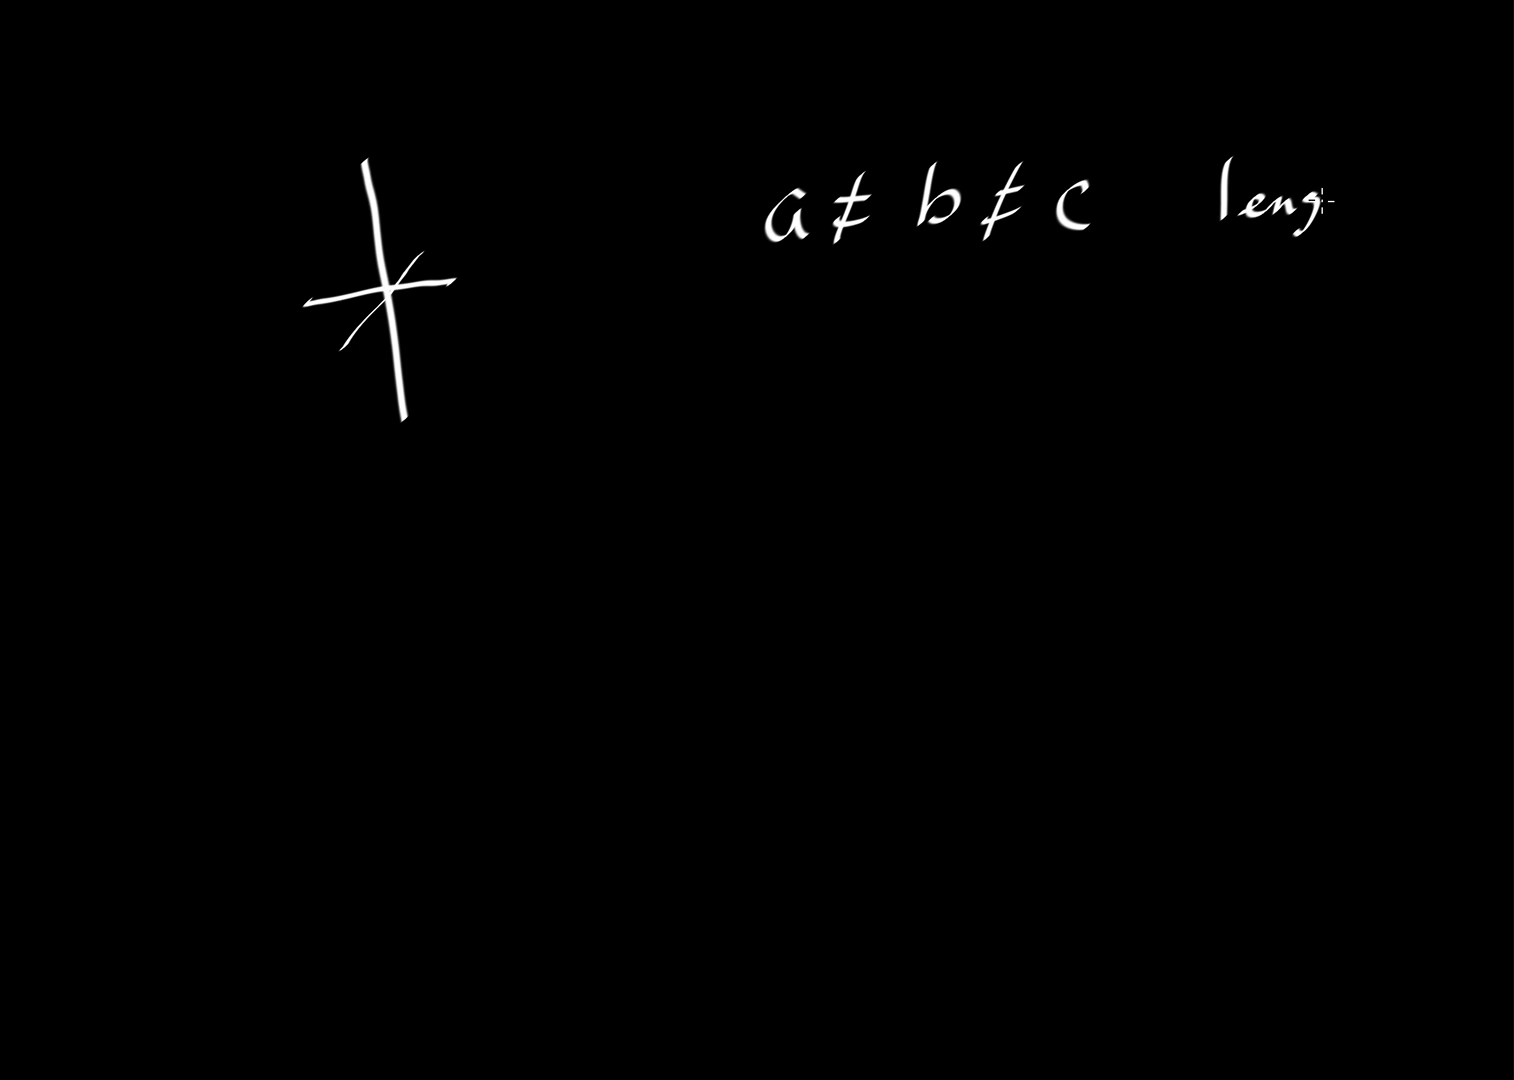 a ≠ b ≠ c leng